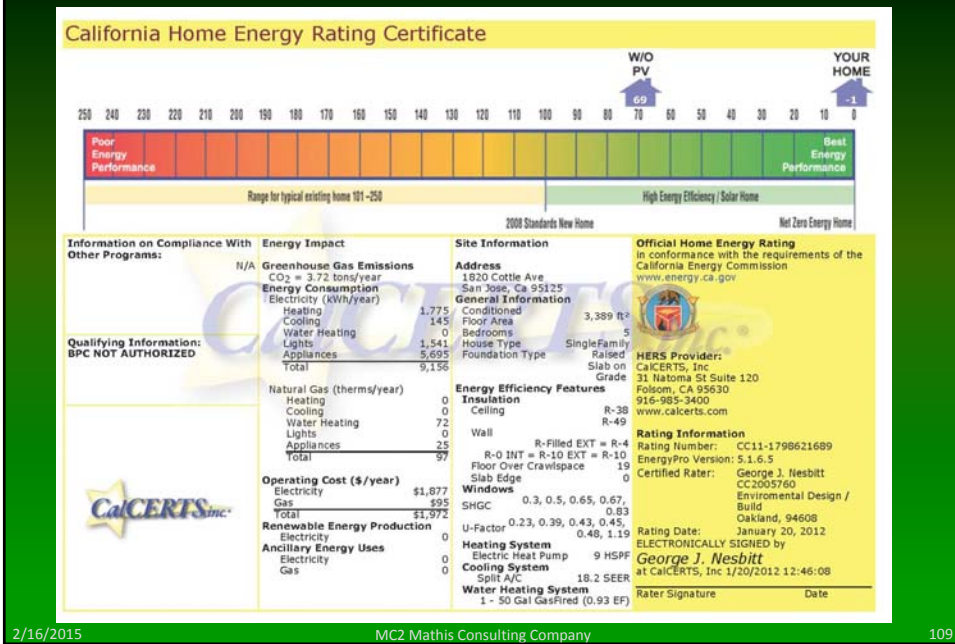 California Home Energy Rating Certificate
W/O
PV
69
YOUR
HOME
-1
250 240 230 220 210 200 190 180 170 160 150 140 130 120 110 100 90 80 70 60 50 40 30 20 10 0
Poor
Energy
Performance
Best
Energy
Performance
Range for typical existing home 101 –250
High Energy Efficiency / Solar Home
2008 Standards New Home
Net Zero Energy Home
Information on Compliance With
Other Programs:
N/A
Qualifying Information:
BPC NOT AUTHORIZED
CalCERTS, inc.
Energy Impact
Greenhouse Gas Emissions
CO2 = 3.72 tons/year
Energy Consumption
Electricity (kWh/year)
Heating 1,775
Cooling 145
Water Heating 0
Lights 1,541
Appliances 5,695
Total 9,156
Natural Gas (therms/year)
Heating 0
Cooling 0
Water Heating 72
Lights 0
Appliances 25
Total 97
Operating Cost ($/year)
Electricity $1,877
Gas $95
Total $1,972
Renewable Energy Production
Electricity 0
Ancillary Energy Uses
Electricity 0
Gas 0
Site Information
Address
1820 Cottle Ave
San Jose, Ca 95125
General Information
Conditioned
Floor Area 3,389 ft²
Bedrooms 5
House Type SingleFamily
Foundation Type Raised
Slab on
Grade
Energy Efficiency Features
Insulation
Ceiling R-38
R-49
Wall
R-Filled EXT = R-4
R-0 INT = R-10 EXT = R-10
Floor Over Crawlspace 19
Slab Edge 0
Windows
SHGC 0.3, 0.5, 0.65, 0.67,
0.83
U-Factor 0.23, 0.39, 0.43, 0.45,
0.48, 1.19
Heating System
Electric Heat Pump 9 HSPF
Cooling System
Split A/C 18.2 SEER
Water Heating System
1 - 50 Gal GasFired (0.93 EF)
Official Home Energy Rating
in conformance with the requirements of the
California Energy Commission
www.energy.ca.gov
HERS Provider:
CalCERTS, Inc
31 Natoma St Suite 120
Folsom, CA 95630
916-985-3400
www.calcerts.com
Rating Information
Rating Number: CC11-1798621689
EnergyPro Version: 5.1.6.5
Certified Rater: George J. Nesbitt
CC2005760
Enviromental Design /
Build
Oakland, 94608
Rating Date: January 20, 2012
ELECTRONICALLY SIGNED by
George J. Nesbitt
at CalCERTS, Inc 1/20/2012 12:46:08
Rater Signature Date
CalCERTS, inc.®
2/16/2015
MC2 Mathis Consulting Company
109